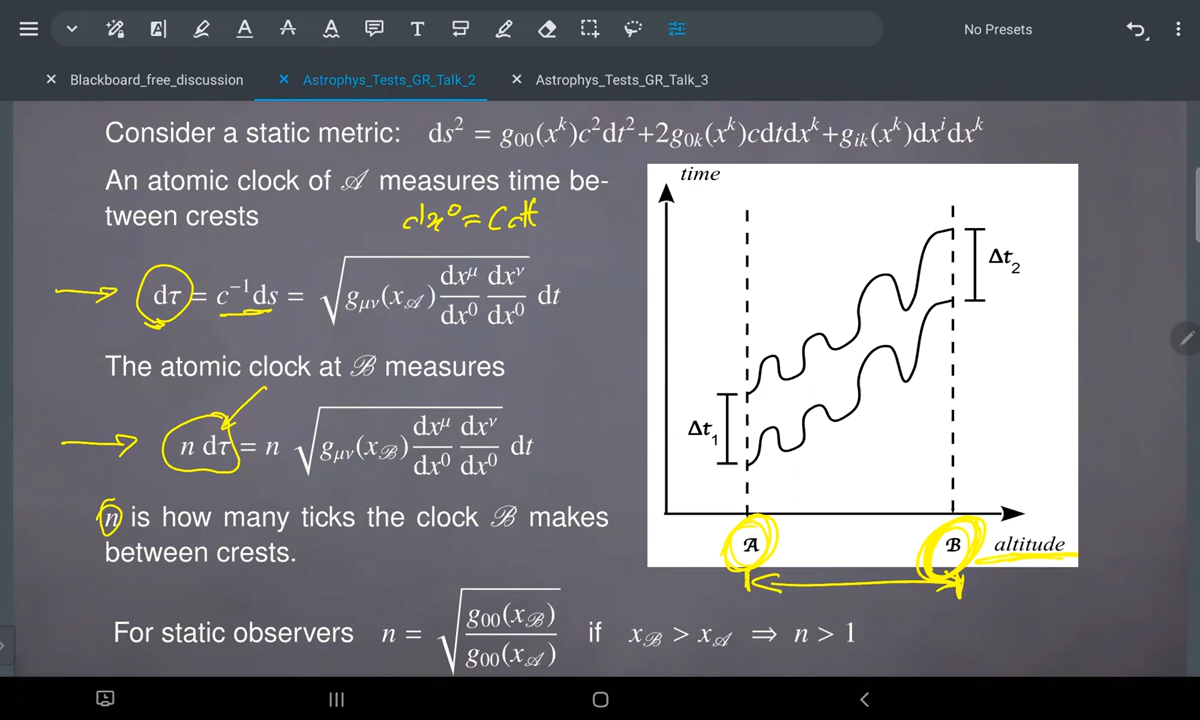 No Presets
Blackboard_free_discussion
Astrophys_Tests_GR_Talk_2
Astrophys_Tests_GR_Talk_3
Consider a static metric: ds² = g₀₀(xᵏ)c²dt²+2g₀ₖ(xᵏ)cdtdxᵏ+gᵢₖ(xᵏ)dxⁱdxᵏ
An atomic clock of 𝒜 measures time be-
tween crests
dx⁰ = cdt
dτ = c⁻¹ds = √(g_μν(x_𝒜) dx^μ/dx⁰ dx^ν/dx⁰) dt
The atomic clock at ℬ measures
n dτ = n √(g_μν(x_ℬ) dx^μ/dx⁰ dx^ν/dx⁰) dt
n is how many ticks the clock ℬ makes
between crests.
For static observers n = √(g₀₀(x_ℬ)/g₀₀(x_𝒜)) if x_ℬ > x_𝒜 ⇒ n > 1
time
Δt₂
Δt₁
𝒜
ℬ
altitude